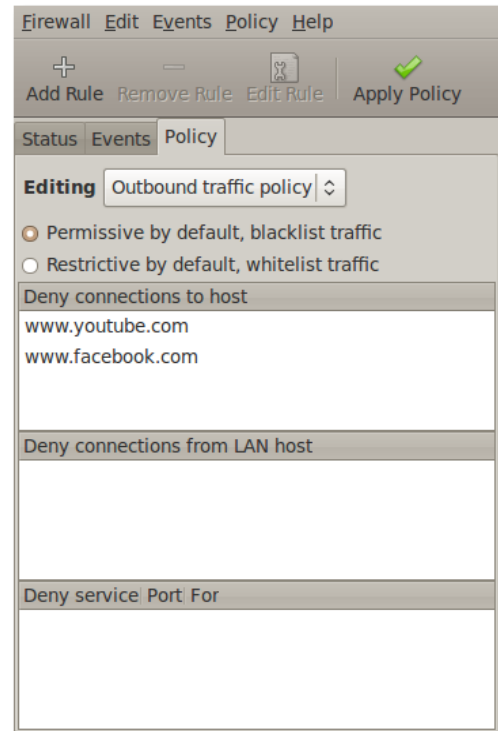 Firewall Edit Events Policy Help
Add Rule Remove Rule Edit Rule Apply Policy
Status Events Policy
Editing Outbound traffic policy
Permissive by default, blacklist traffic
Restrictive by default, whitelist traffic
Deny connections to host
www.youtube.com
www.facebook.com
Deny connections from LAN host
Deny service Port For